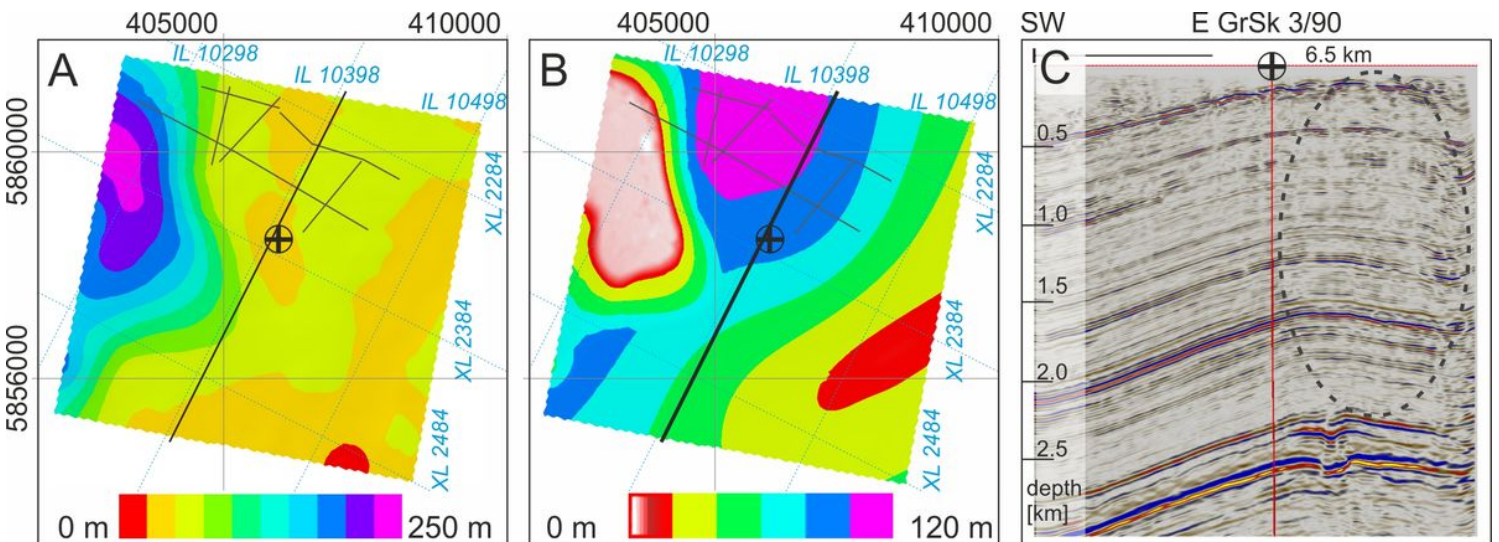 405000
410000
405000
410000
SW
E GrSk 3/90
A
IL 10298
IL 10398
IL 10498
5860000
5856000
XL 2284
XL 2384
XL 2484
0 m
250 m
B
IL 10298
IL 10398
IL 10498
XL 2284
XL 2384
XL 2484
0 m
120 m
C
6.5 km
0.5
1.0
1.5
2.0
2.5
depth
[km]